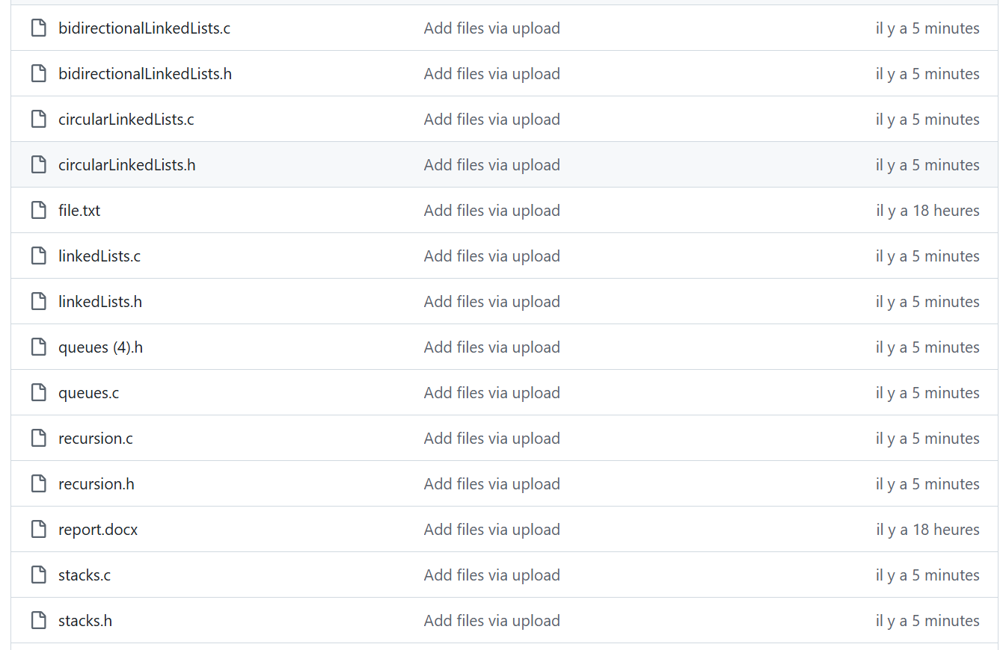 bidirectionalLinkedLists.c Add files via upload il y a 5 minutes
bidirectionalLinkedLists.h Add files via upload il y a 5 minutes
circularLinkedLists.c Add files via upload il y a 5 minutes
circularLinkedLists.h Add files via upload il y a 5 minutes
file.txt Add files via upload il y a 18 heures
linkedLists.c Add files via upload il y a 5 minutes
linkedLists.h Add files via upload il y a 5 minutes
queues (4).h Add files via upload il y a 5 minutes
queues.c Add files via upload il y a 5 minutes
recursion.c Add files via upload il y a 5 minutes
recursion.h Add files via upload il y a 5 minutes
report.docx Add files via upload il y a 18 heures
stacks.c Add files via upload il y a 5 minutes
stacks.h Add files via upload il y a 5 minutes